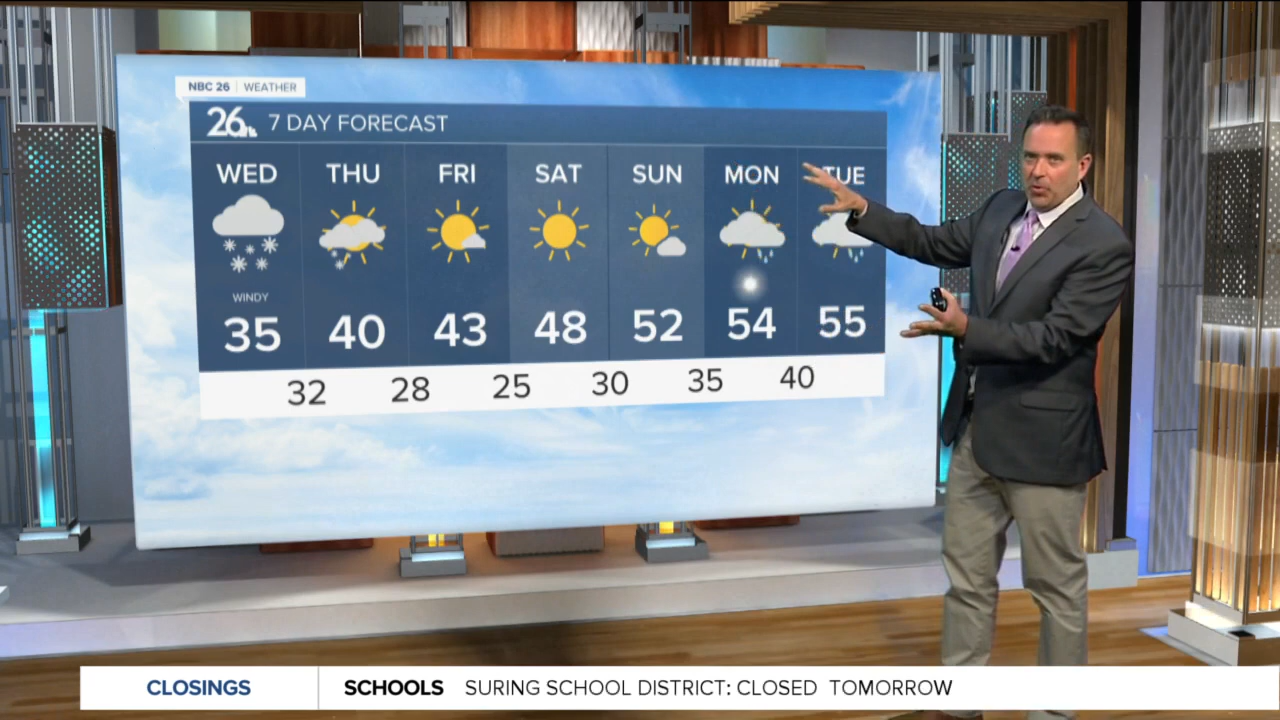 NBC 26 | WEATHER
26 7 DAY FORECAST
WED THU FRI SAT SUN MON TUE
WINDY
35 40 43 48 52 54 55
32 28 25 30 35 40
CLOSINGS SCHOOLS SURING SCHOOL DISTRICT: CLOSED TOMORROW